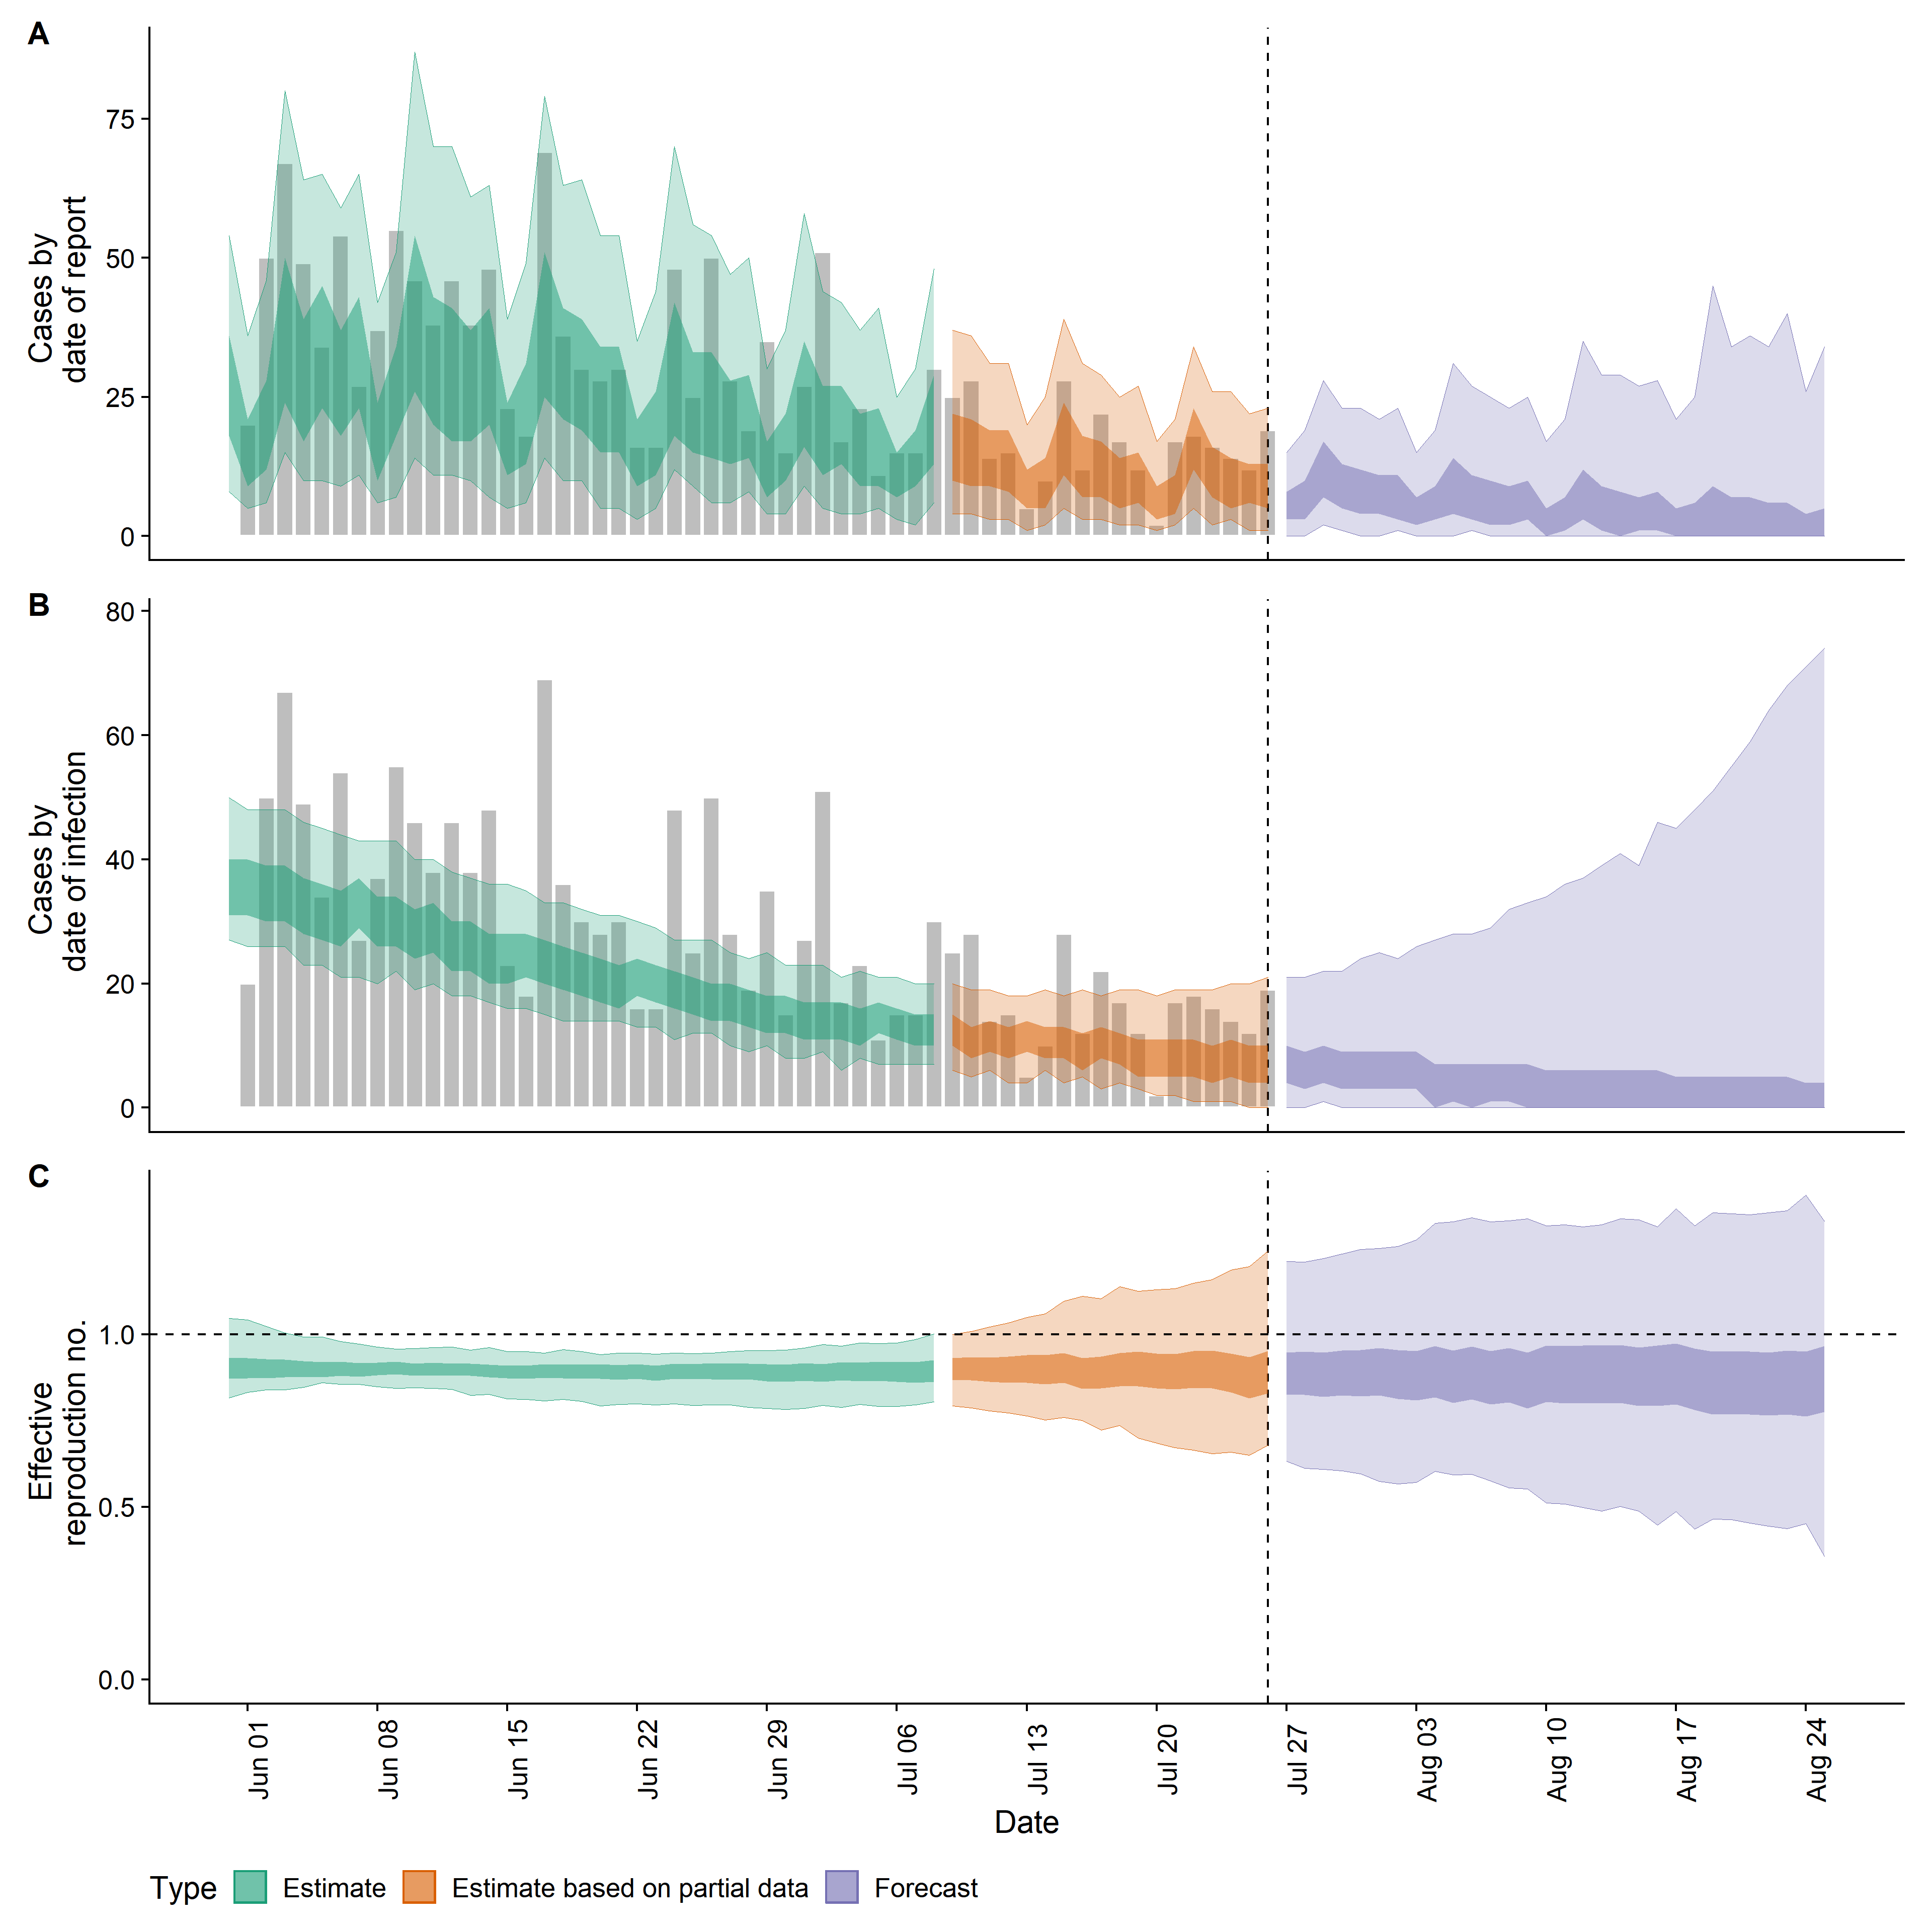 A
Cases by
date of report
75
50
25
0
B
Cases by
date of infection
80
60
40
20
0
C
Effective
reproduction no.
1.0
0.5
0.0
Jun 01
Jun 08
Jun 15
Jun 22
Jun 29
Jul 06
Jul 13
Jul 20
Jul 27
Aug 03
Aug 10
Aug 17
Aug 24
Date
Type Estimate Estimate based on partial data Forecast